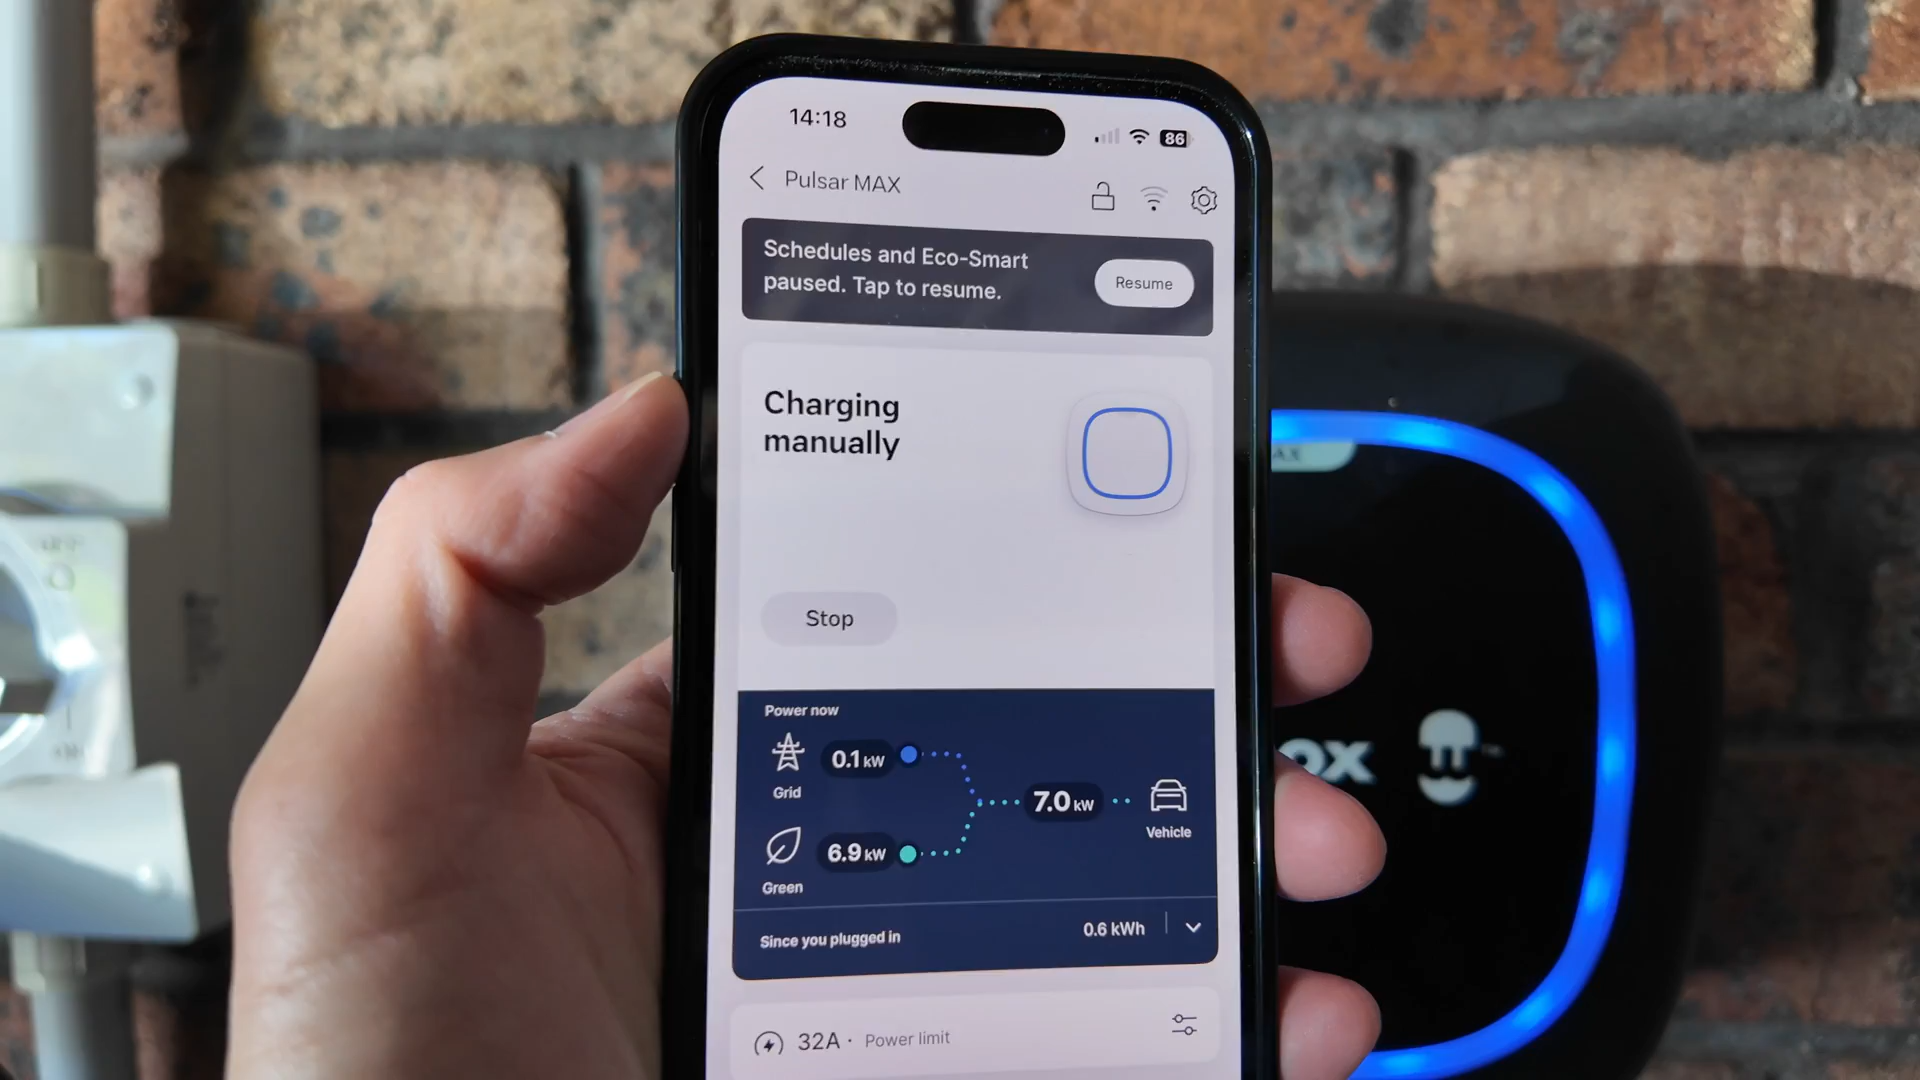 14:18
86
Pulsar MAX
Schedules and Eco-Smart
paused. Tap to resume.
Resume
Charging
manually
Stop
Power now
0.1 kW
Grid
7.0 kW
Vehicle
6.9 kW
Green
Since you plugged in
0.6 kWh
32A · Power limit
AX
ox